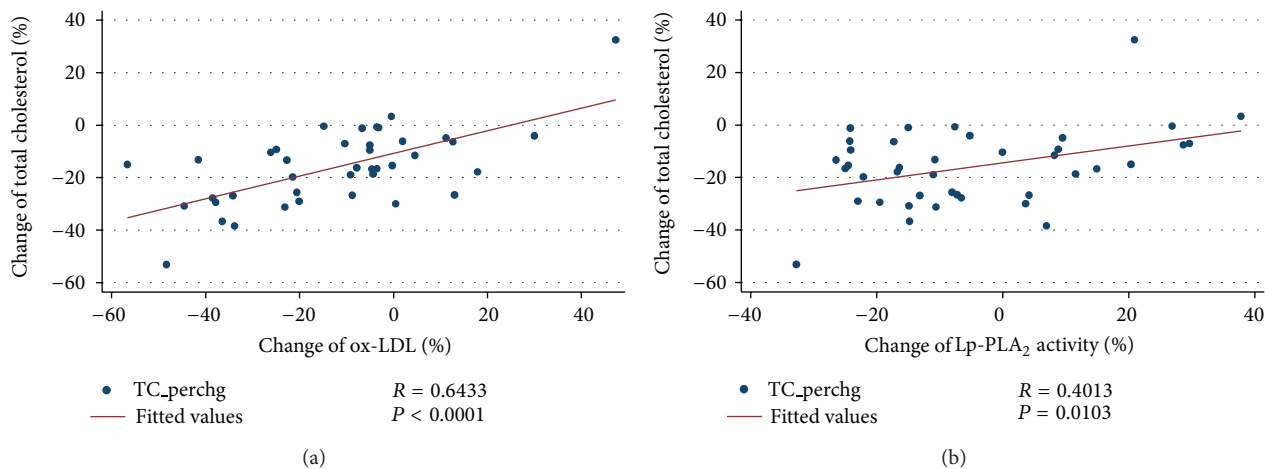 Change of total cholesterol (%)
40
20
0
−20
−40
−60
−60 −40 −20 0 20 40
Change of ox-LDL (%)
TC_perchg
Fitted values
R = 0.6433
P < 0.0001
(a)
Change of total cholesterol (%)
40
20
0
−20
−40
−60
−40 −20 0 20 40
Change of Lp-PLA₂ activity (%)
TC_perchg
Fitted values
R = 0.4013
P = 0.0103
(b)